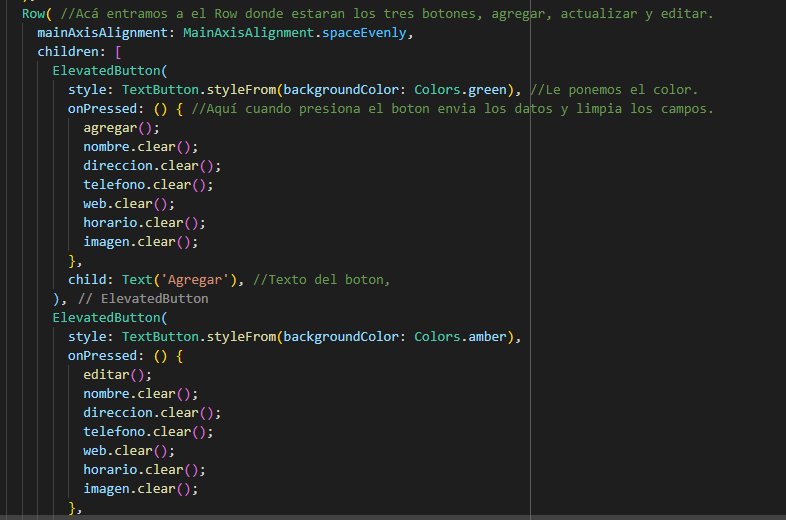 Row( //Acá entramos a el Row donde estaran los tres botones, agregar, actualizar y editar.
mainAxisAlignment: MainAxisAlignment.spaceEvenly,
children: [
ElevatedButton(
style: TextButton.styleFrom(backgroundColor: Colors.green), //Le ponemos el color.
onPressed: () { //Aquí cuando presiona el boton envia los datos y limpia los campos.
agregar();
nombre.clear();
direccion.clear();
telefono.clear();
web.clear();
horario.clear();
imagen.clear();
},
child: Text('Agregar'), //Texto del boton,
), // ElevatedButton
ElevatedButton(
style: TextButton.styleFrom(backgroundColor: Colors.amber),
onPressed: () {
editar();
nombre.clear();
direccion.clear();
telefono.clear();
web.clear();
horario.clear();
imagen.clear();
},